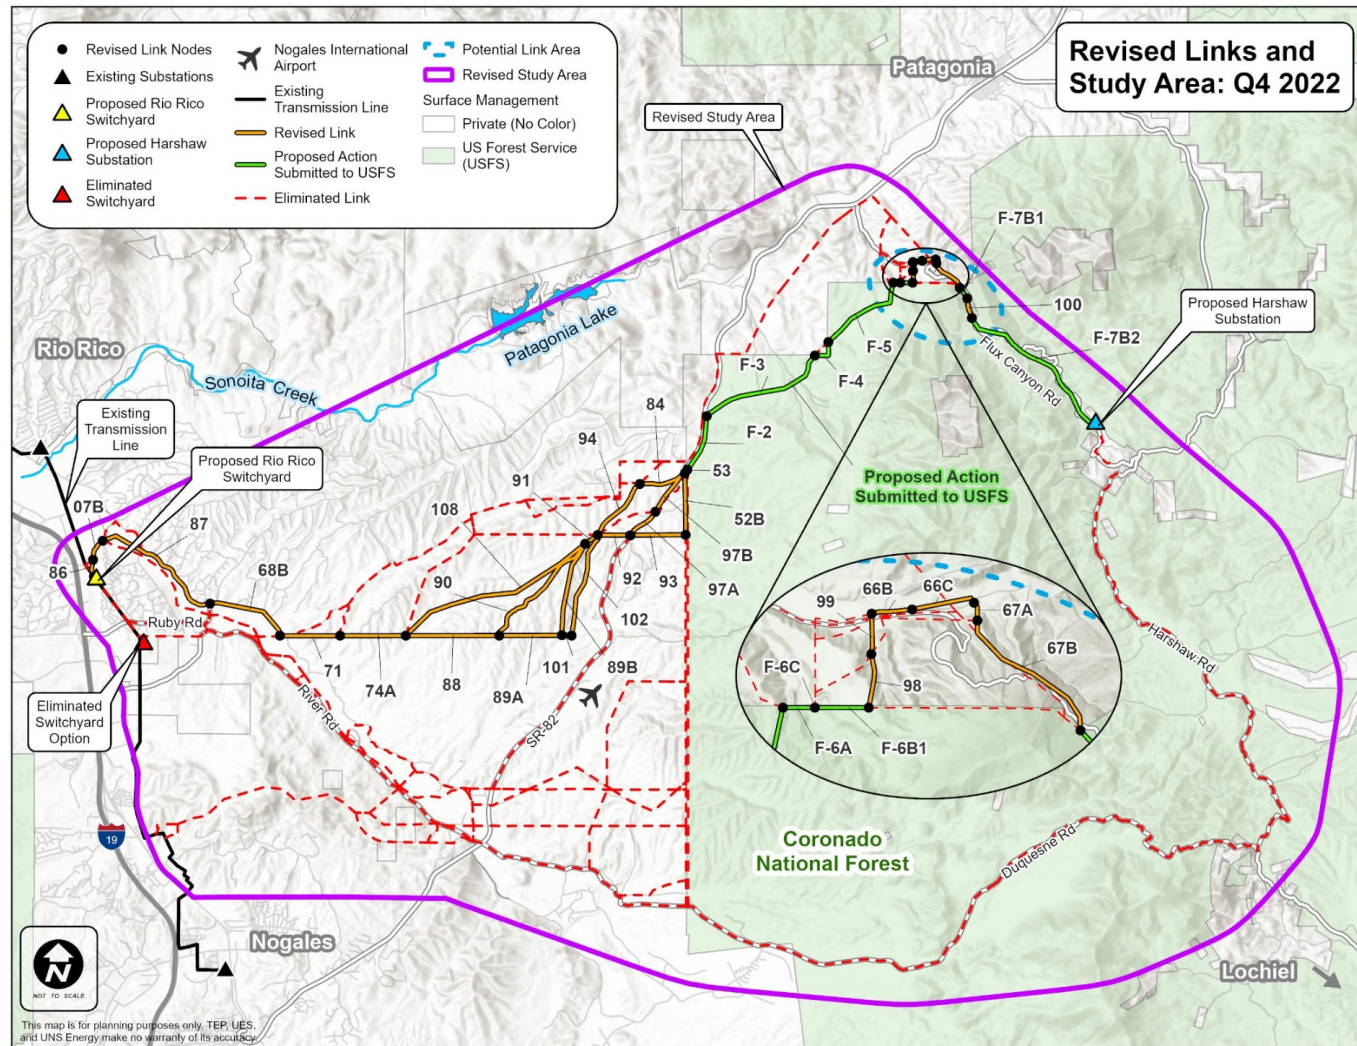 Revised Links and
Study Area: Q4 2022
Revised Link Nodes
Existing Substations
Proposed Rio Rico
Switchyard
Proposed Harshaw
Substation
Eliminated
Switchyard
Nogales International
Airport
Existing
Transmission Line
Revised Link
Proposed Action
Submitted to USFS
Eliminated Link
Potential Link Area
Revised Study Area
Surface Management
Private (No Color)
US Forest Service
(USFS)
Patagonia
Revised Study Area
F-7B1
100
Proposed Harshaw
Substation
F-7B2
Flux Canyon Rd
F-5
F-4
F-3
F-2
Patagonia Lake
Rio Rico
Sonoita Creek
Existing
Transmission
Line
Proposed Rio Rico
Switchyard
84
94
91
108
53
52B
97B
97A
93
92
102
90
07B
87
86
68B
Ruby Rd
71
74A
88
89A
101
89B
River Rd
SR-82
Eliminated
Switchyard
Option
Proposed Action
Submitted to USFS
66B
66C
99
67A
67B
98
F-6C
F-6A
F-6B1
Harshaw Rd
Duquesne Rd
Coronado
National Forest
19
Nogales
Lochiel
N
NOT TO SCALE
This map is for planning purposes only. TEP, UES,
and UNS Energy make no warranty of its accuracy.